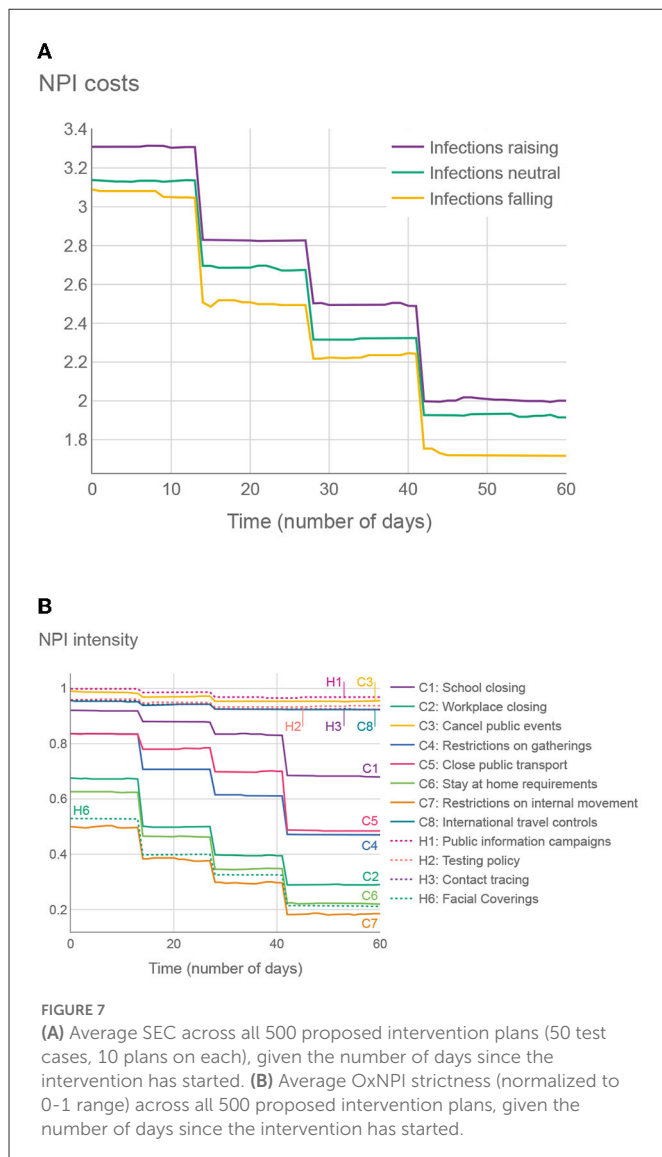 A
NPI costs
3.4
3.2
3
2.8
2.6
2.4
2.2
2
1.8
Infections raising
Infections neutral
Infections falling
0 10 20 30 40 50 60
Time (number of days)
B
NPI intensity
1
0.8
0.6
0.4
0.2
H1 C3
H2 H3 C8
C1
C5
C4
H6
C2
C6
C7
0 20 40 60
Time (number of days)
C1: School closing
C2: Workplace closing
C3: Cancel public events
C4: Restrictions on gatherings
C5: Close public transport
C6: Stay at home requirements
C7: Restrictions on internal movement
C8: International travel controls
H1: Public information campaigns
H2: Testing policy
H3: Contact tracing
H6: Facial Coverings
FIGURE 7
(A) Average SEC across all 500 proposed intervention plans (50 test
cases, 10 plans on each), given the number of days since the
intervention has started. (B) Average OxNPI strictness (normalized to
0-1 range) across all 500 proposed intervention plans, given the
number of days since the intervention has started.